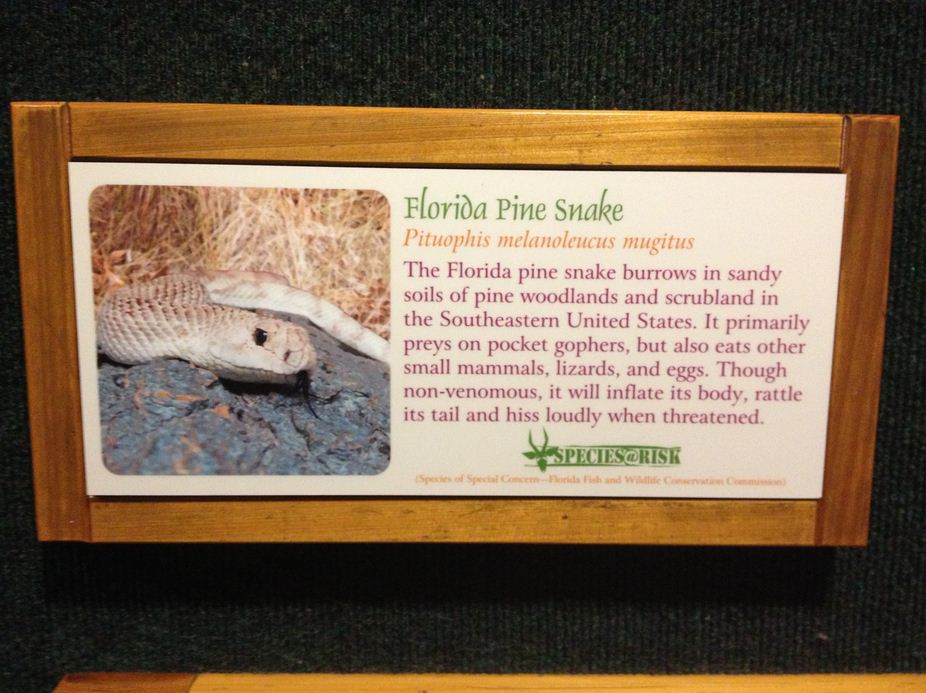 Florida Pine Snake
Pituophis melanoleucus mugitus
The Florida pine snake burrows in sandy
soils of pine woodlands and scrubland in
the Southeastern United States. It primarily
preys on pocket gophers, but also eats other
small mammals, lizards, and eggs. Though
non-venomous, it will inflate its body, rattle
its tail and hiss loudly when threatened.
SPECIES@RISK
(Species of Special Concern—Florida Fish and Wildlife Conservation Commission)